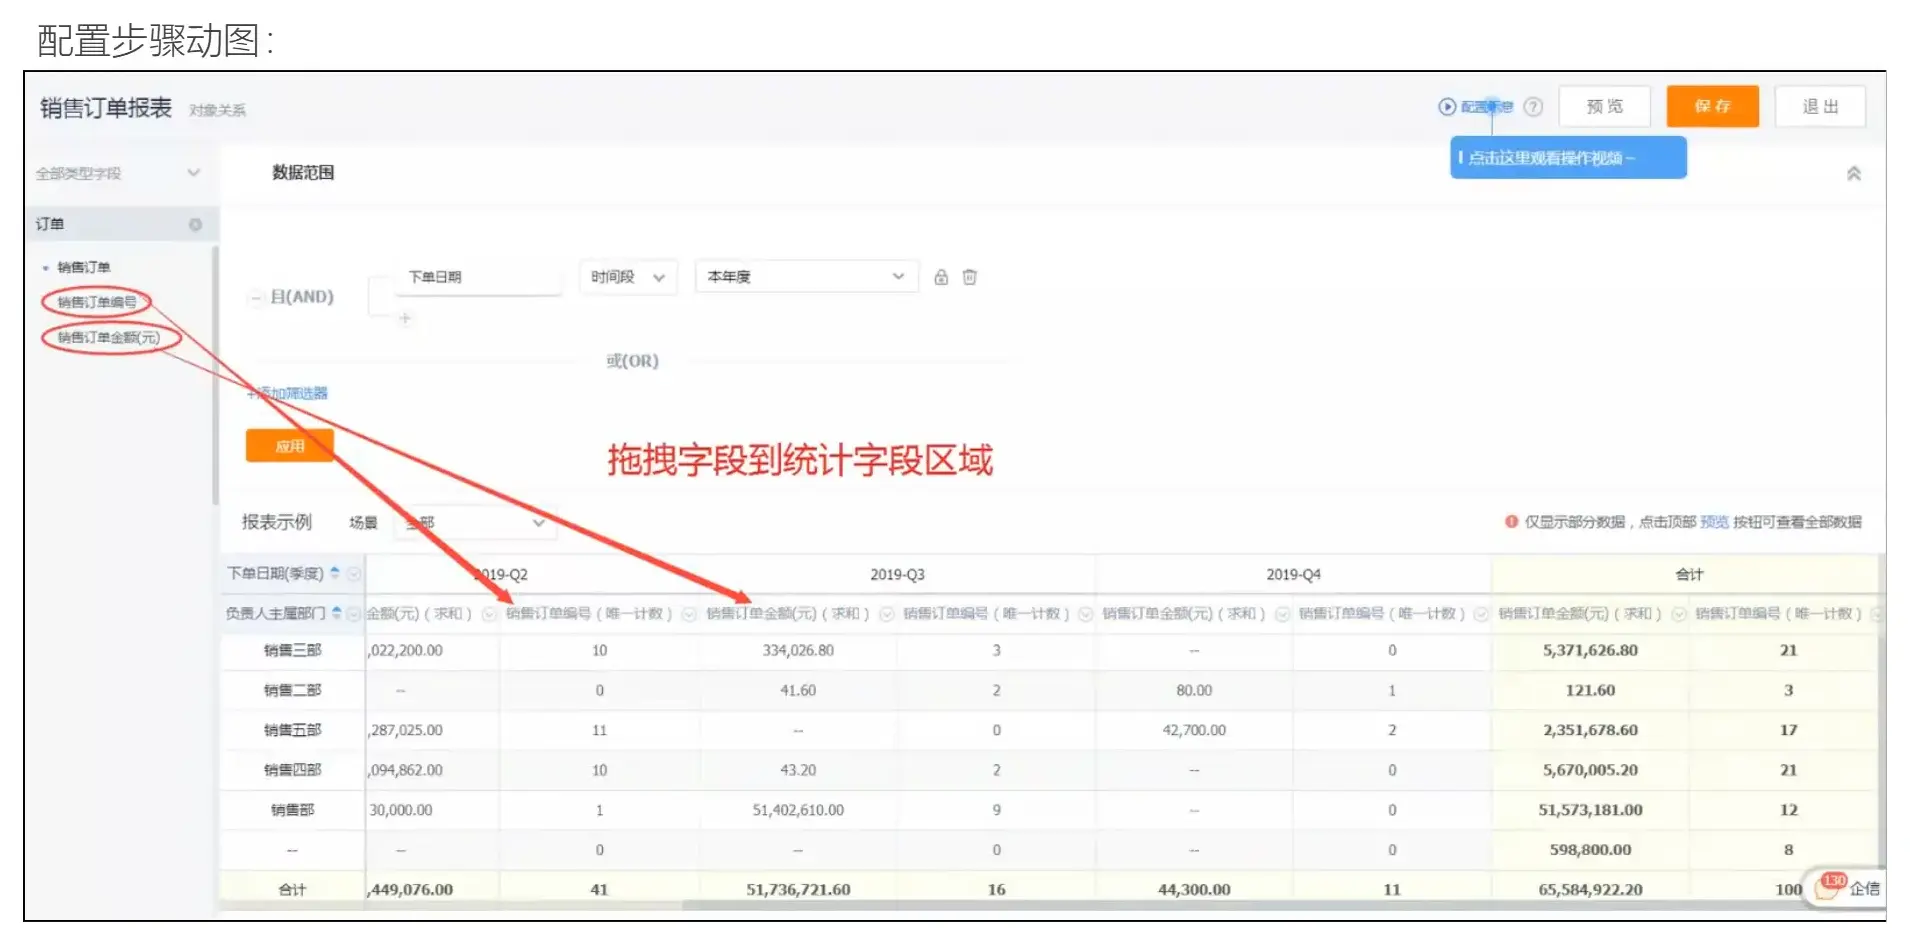 配置步骤动图：
销售订单报表 对象关系
预 览
保 存
退 出
点击这里观看操作视频~
全部类型字段
数据范围
订单
销售订单
销售订单编号
销售订单金额(元)
且(AND)
下单日期
时间段
本年度
或(OR)
+添加筛选器
应用
拖拽字段到统计字段区域
报表示例 场景 全部
仅显示部分数据，点击顶部 预览 按钮可查看全部数据
下单日期(季度) 2019-Q2 2019-Q3 2019-Q4 合计
负责人主属部门 金额(元)（求和） 销售订单编号（唯一计数） 销售订单金额(元)（求和） 销售订单编号（唯一计数） 销售订单金额(元)（求和） 销售订单编号（唯一计数） 销售订单金额(元)（求和） 销售订单编号（唯一计数）
销售三部 ,022,200.00 10 334,026.80 3 -- 0 5,371,626.80 21
销售二部 -- 0 41.60 2 80.00 1 121.60 3
销售五部 ,287,025.00 11 -- 0 42,700.00 2 2,351,678.60 17
销售四部 ,094,862.00 10 43.20 2 -- 0 5,670,005.20 21
销售部 30,000.00 1 51,402,610.00 9 -- 0 51,573,181.00 12
-- -- 0 -- 0 -- 0 598,800.00 8
合计 ,449,076.00 41 51,736,721.60 16 44,300.00 11 65,584,922.20 100
130 企信